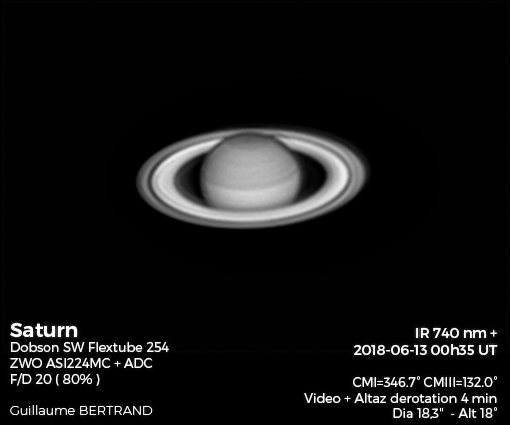 Saturn
Dobson SW Flextube 254
ZWO ASI224MC + ADC
F/D 20 ( 80% )
Guillaume BERTRAND
IR 740 nm +
2018-06-13 00h35 UT
CMI=346.7° CMIII=132.0°
Video + Altaz derotation 4 min
Dia 18,3" - Alt 18°